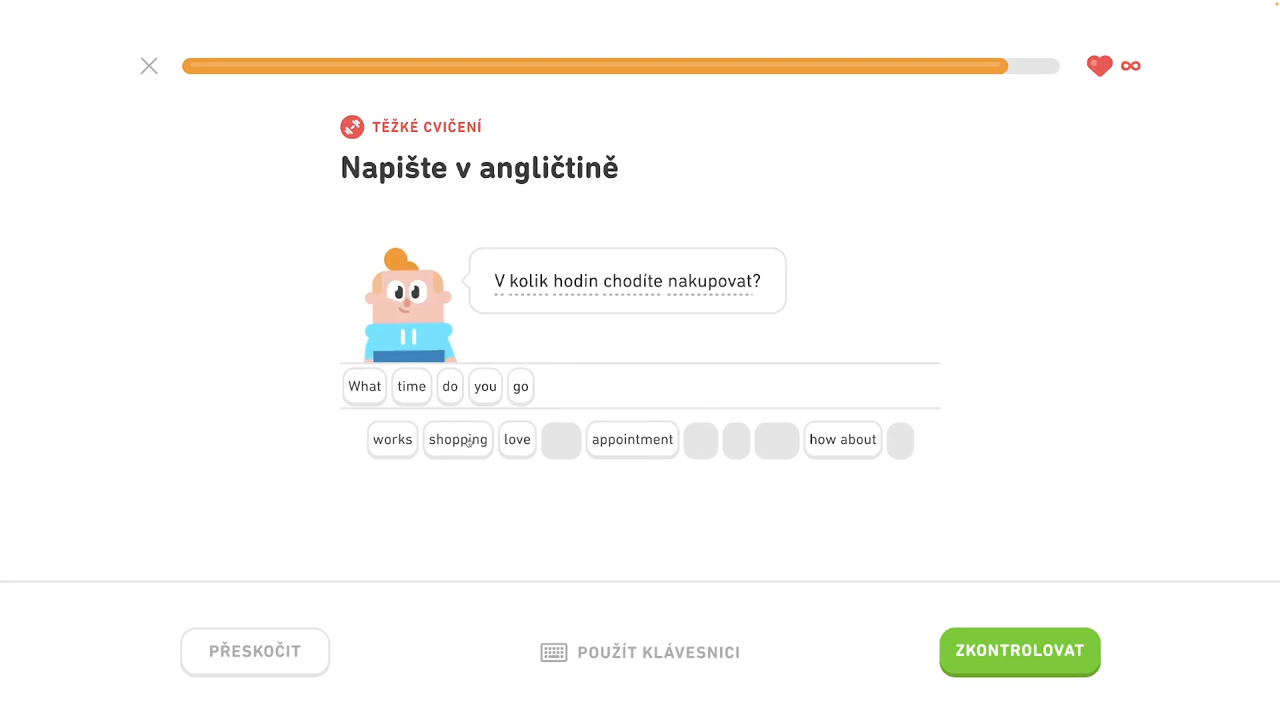 TĚŽKÉ CVIČENÍ
Napište v angličtině
V kolik hodin chodíte nakupovat?
What time do you go
works shopping love appointment how about
PŘESKOČIT POUŽÍT KLÁVESNICI ZKONTROLOVAT